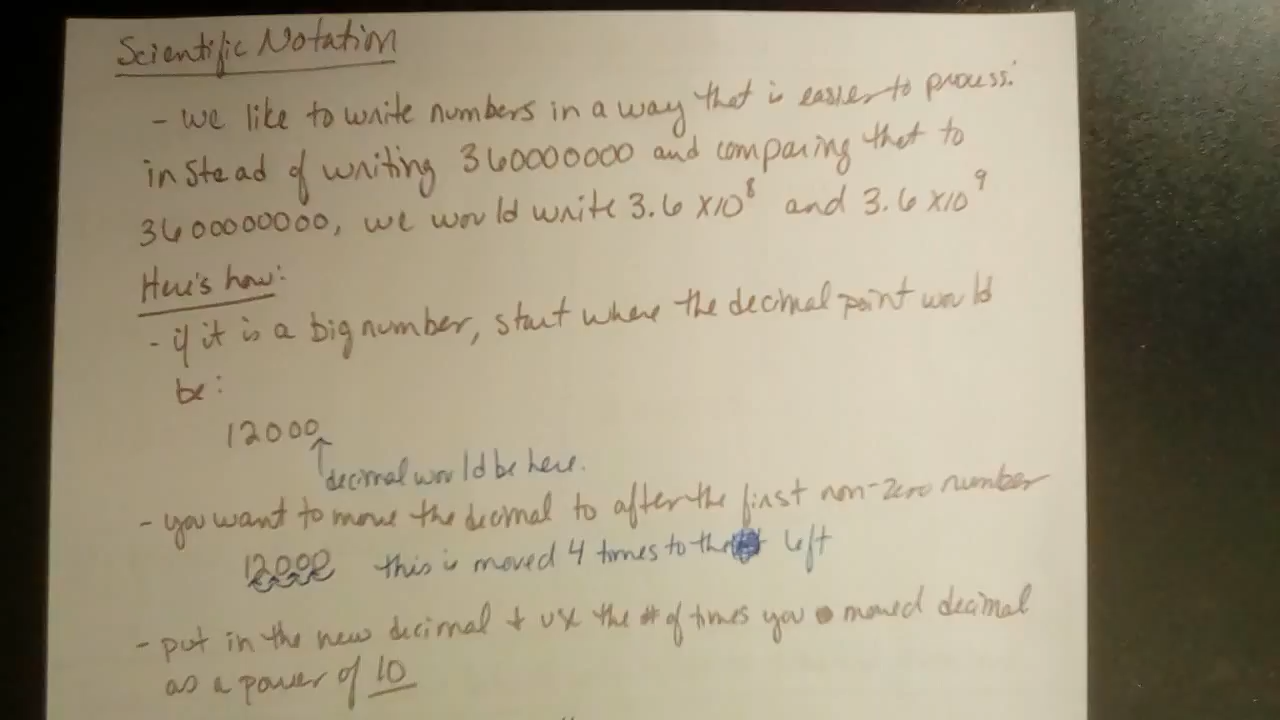 Scientific Notation
- we like to write numbers in a way that is easier to process:
instead of writing 360000000 and comparing that to
3600000000, we would write 3.6 x10^8 and 3.6 x10^9
Here's how:
- if it is a big number, start where the decimal point would
be:
12000
decimal would be here.
- you want to move the decimal to after the first non-zero number
12000 this is moved 4 times to the left
- put in the new decimal + use the # of times you moved decimal
as a power of 10